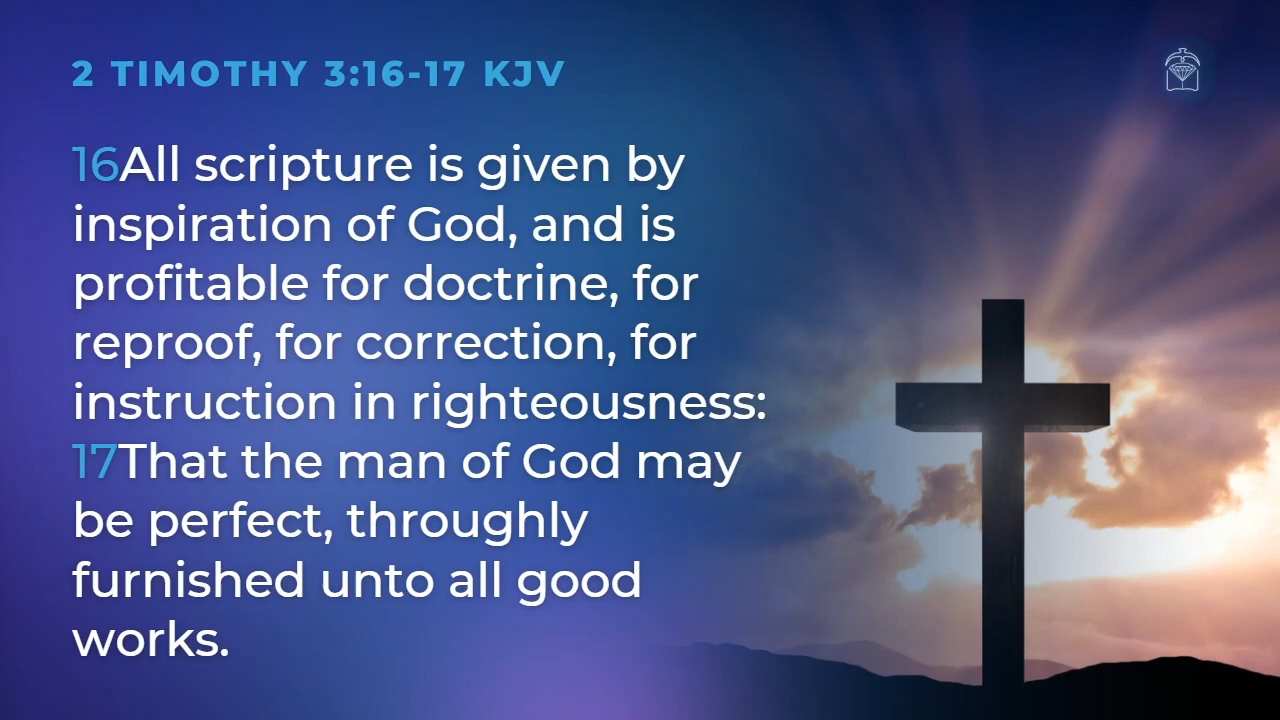 2 TIMOTHY 3:16-17 KJV
16All scripture is given by
inspiration of God, and is
profitable for doctrine, for
reproof, for correction, for
instruction in righteousness:
17That the man of God may
be perfect, throughly
furnished unto all good
works.